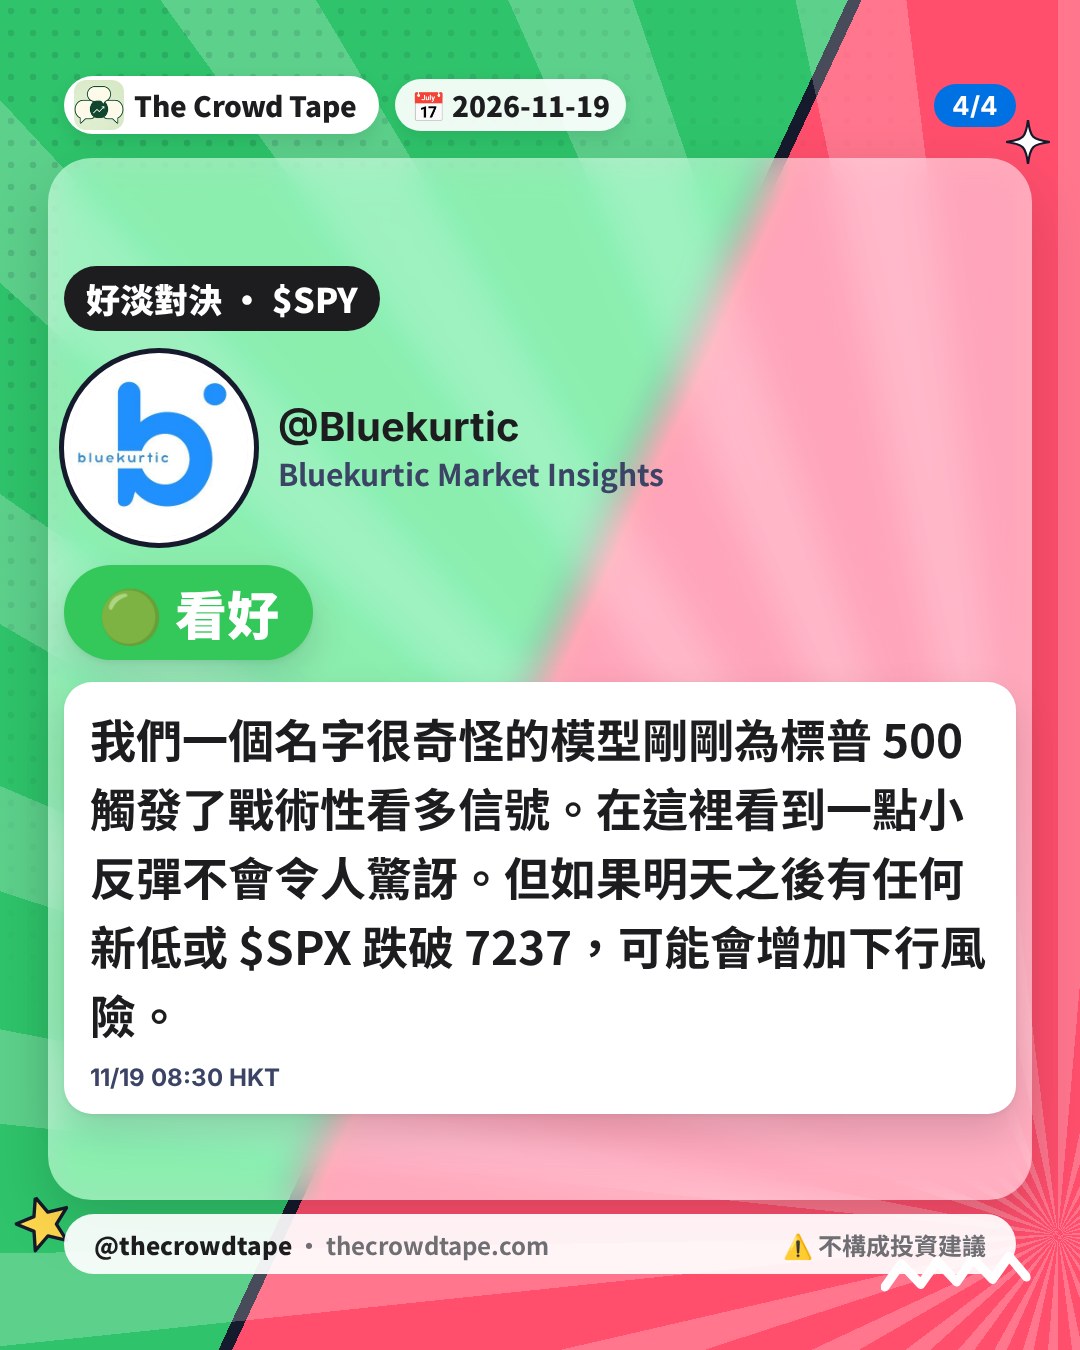 The Crowd Tape
July 17
2026-11-19
4/4
好淡對決 · $SPY
bluekurtic
@Bluekurtic
Bluekurtic Market Insights
看好
我們一個名字很奇怪的模型剛剛為標普 500
觸發了戰術性看多信號。在這裡看到一點小
反彈不會令人驚訝。但如果明天之後有任何
新低或 $SPX 跌破 7237，可能會增加下行風
險。
11/19 08:30 HKT
@thecrowdtape · thecrowdtape.com
⚠️ 不構成投資建議